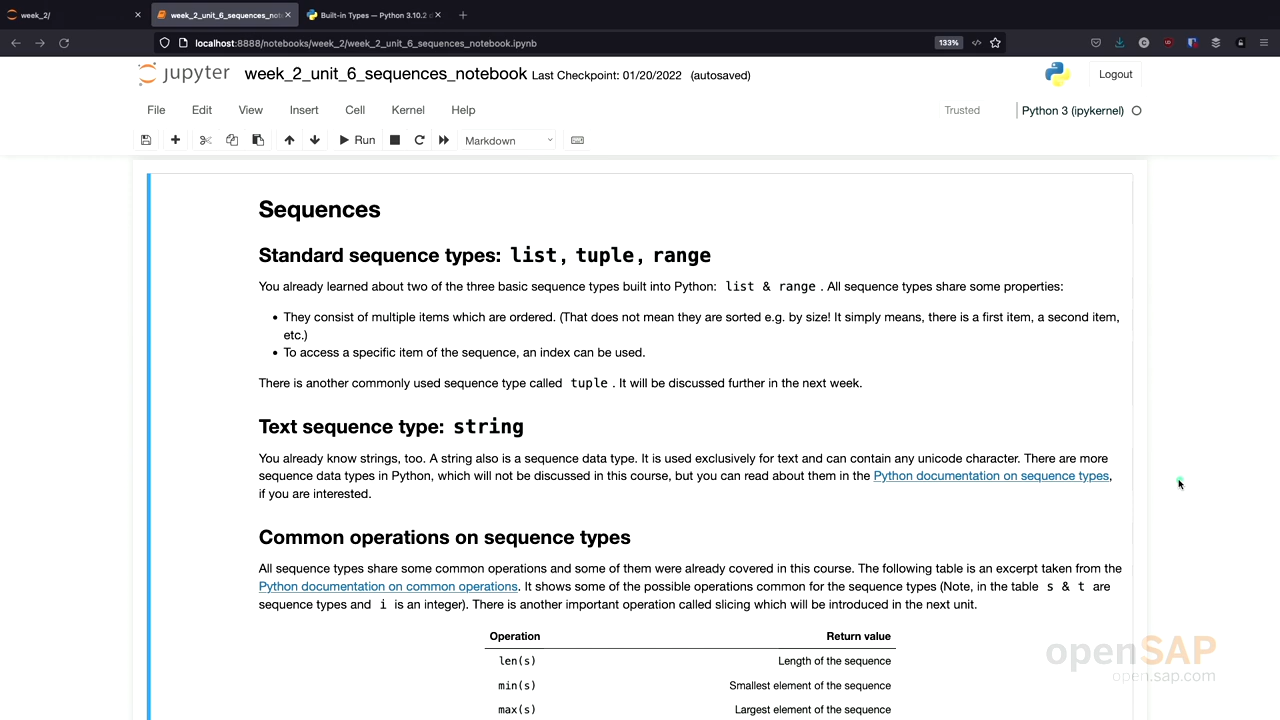 week_2/
week_2_unit_6_sequences_not
Built-in Types — Python 3.10.2 d
localhost:8888/notebooks/week_2/week_2_unit_6_sequences_notebook.ipynb
133%
jupyter week_2_unit_6_sequences_notebook Last Checkpoint: 01/20/2022 (autosaved)
Logout
File Edit View Insert Cell Kernel Help
Trusted
Python 3 (ipykernel)
Run
Markdown
Sequences
Standard sequence types: list, tuple, range
You already learned about two of the three basic sequence types built into Python: list & range . All sequence types share some properties:
• They consist of multiple items which are ordered. (That does not mean they are sorted e.g. by size! It simply means, there is a first item, a second item,
etc.)
• To access a specific item of the sequence, an index can be used.
There is another commonly used sequence type called tuple . It will be discussed further in the next week.
Text sequence type: string
You already know strings, too. A string also is a sequence data type. It is used exclusively for text and can contain any unicode character. There are more
sequence data types in Python, which will not be discussed in this course, but you can read about them in the Python documentation on sequence types,
if you are interested.
Common operations on sequence types
All sequence types share some common operations and some of them were already covered in this course. The following table is an excerpt taken from the
Python documentation on common operations. It shows some of the possible operations common for the sequence types (Note, in the table s & t are
sequence types and i is an integer). There is another important operation called slicing which will be introduced in the next unit.
Operation Return value
len(s) Length of the sequence
min(s) Smallest element of the sequence
max(s) Largest element of the sequence
openSAP
open.sap.com